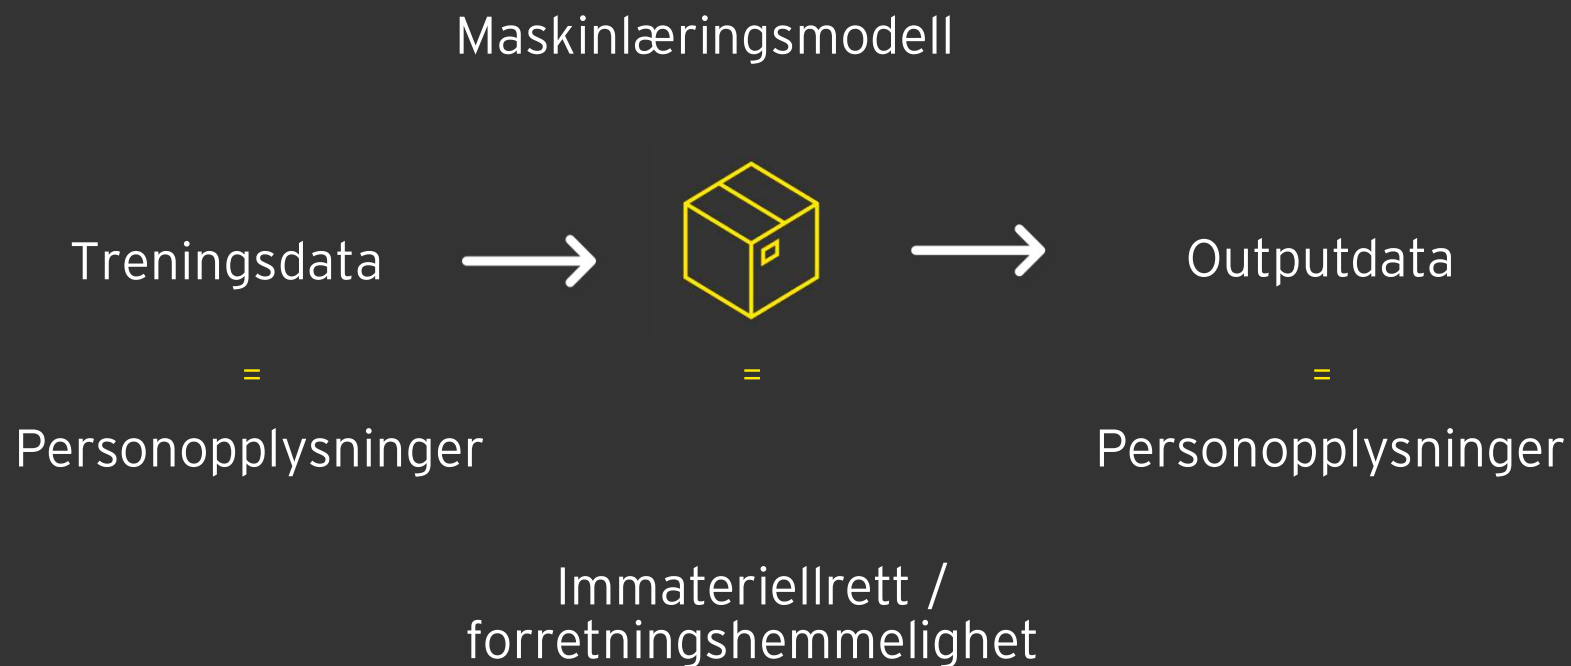 Maskinlæringsmodell
Treningsdata
Outputdata
=
=
=
Personopplysninger
Personopplysninger
Immateriellrett /
forretningshemmelighet